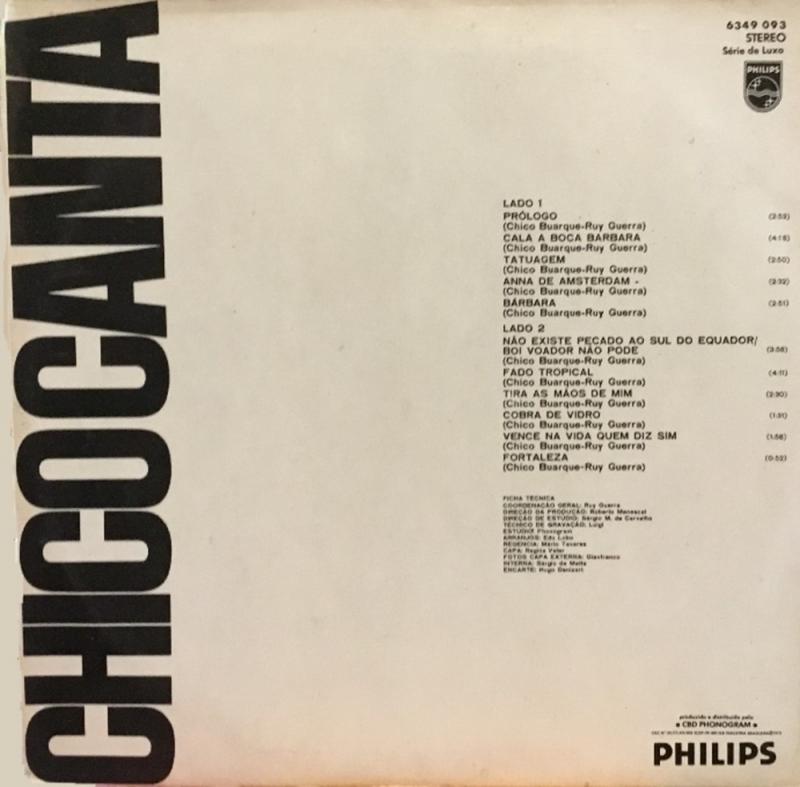 CHICOCANTA
6349 093
STEREO
Série de Luxo
PHILIPS
LADO 1
PRÓLOGO (2:52)
(Chico Buarque-Ruy Guerra)
CALA A BOCA BARBARA (4:18)
(Chico Buarque-Ruy Guerra)
TATUAGEM (2:50)
(Chico Buarque-Ruy Guerra)
ANNA DE AMSTERDAM - (2:32)
(Chico Buarque-Ruy Guerra)
BÁRBARA (2:51)
(Chico Buarque-Ruy Guerra)
LADO 2
NÃO EXISTE PECADO AO SUL DO EQUADOR/
BOI VOADOR NÃO PODE (3:56)
(Chico Buarque-Ruy Guerra)
FADO TROPICAL (4:11)
(Chico Buarque-Ruy Guerra)
TIRA AS MÃOS DE MIM (2:30)
(Chico Buarque-Ruy Guerra)
COBRA DE VIDRO (1:31)
(Chico Buarque-Ruy Guerra)
VENCE NA VIDA QUEM DIZ SIM (1:56)
(Chico Buarque-Ruy Guerra)
FORTALEZA (0:52)
(Chico Buarque-Ruy Guerra)
FICHA TÉCNICA
COORDENAÇÃO GERAL: Ruy Guerra
DIREÇÃO DA PRODUÇÃO: Roberto Menescal
DIREÇÃO DE ESTÚDIO: Sérgio M. de Carvalho
TÉCNICO DE GRAVAÇÃO: Luigi
ESTÚDIO: Phonogram
ARRANJOS: Edu Lobo
REGÊNCIA: Mário Tavares
CAPA: Regina Vater
FOTOS CAPA EXTERNA: Gianfranco
INTERNA: Sérgio da Matta
ENCARTE: Hugo Denizart
produzido e distribuído pela
• CBD PHONOGRAM •
PHILIPS